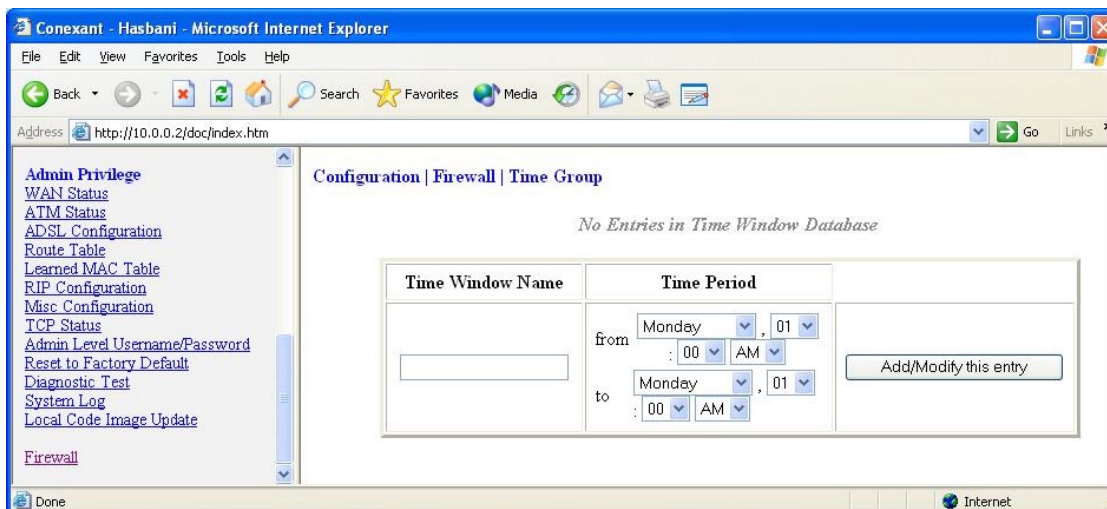 Conexant - Hasbani - Microsoft Internet Explorer
File Edit View Favorites Tools Help
Back Search Favorites Media
Address http://10.0.0.2/doc/index.htm Go Links
Admin Privilege
WAN Status
ATM Status
ADSL Configuration
Route Table
Learned MAC Table
RIP Configuration
Misc Configuration
TCP Status
Admin Level Username/Password
Reset to Factory Default
Diagnostic Test
System Log
Local Code Image Update
Firewall
Configuration | Firewall | Time Group
No Entries in Time Window Database
Time Window Name Time Period
from Monday , 01
: 00 AM
to Monday , 01
: 00 AM
Add/Modify this entry
Done Internet